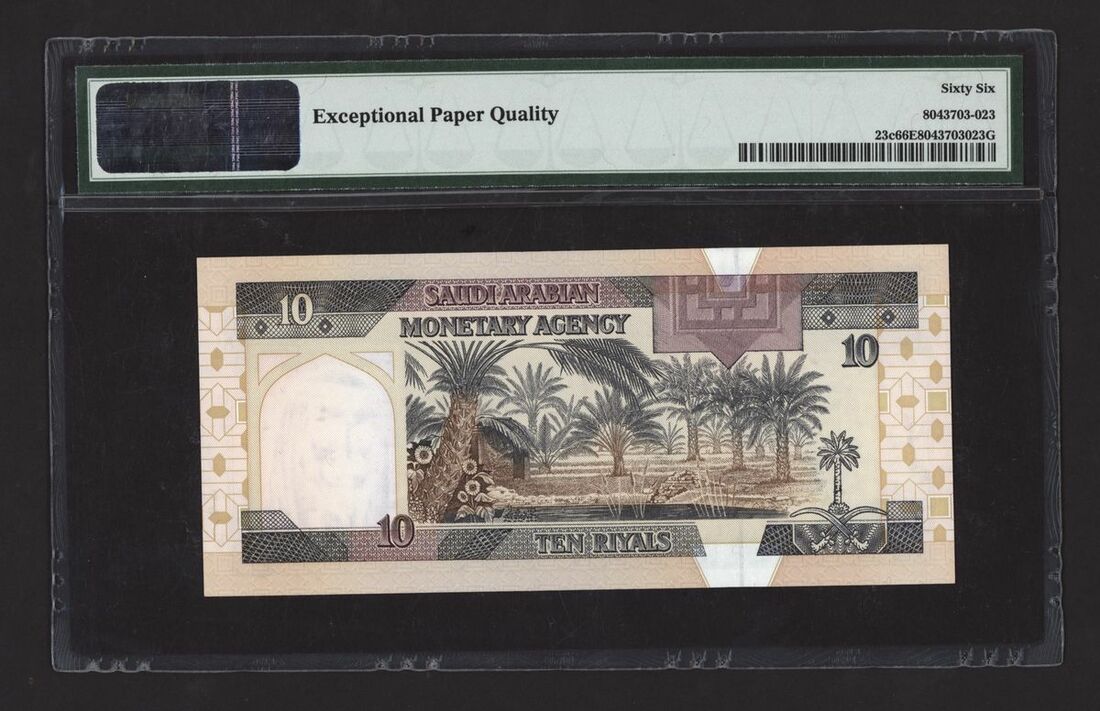 Exceptional Paper Quality
Sixty Six
8043703-023
23c66E8043703023G
10
SAUDI ARABIAN
MONETARY AGENCY
10
10
TEN RIYALS